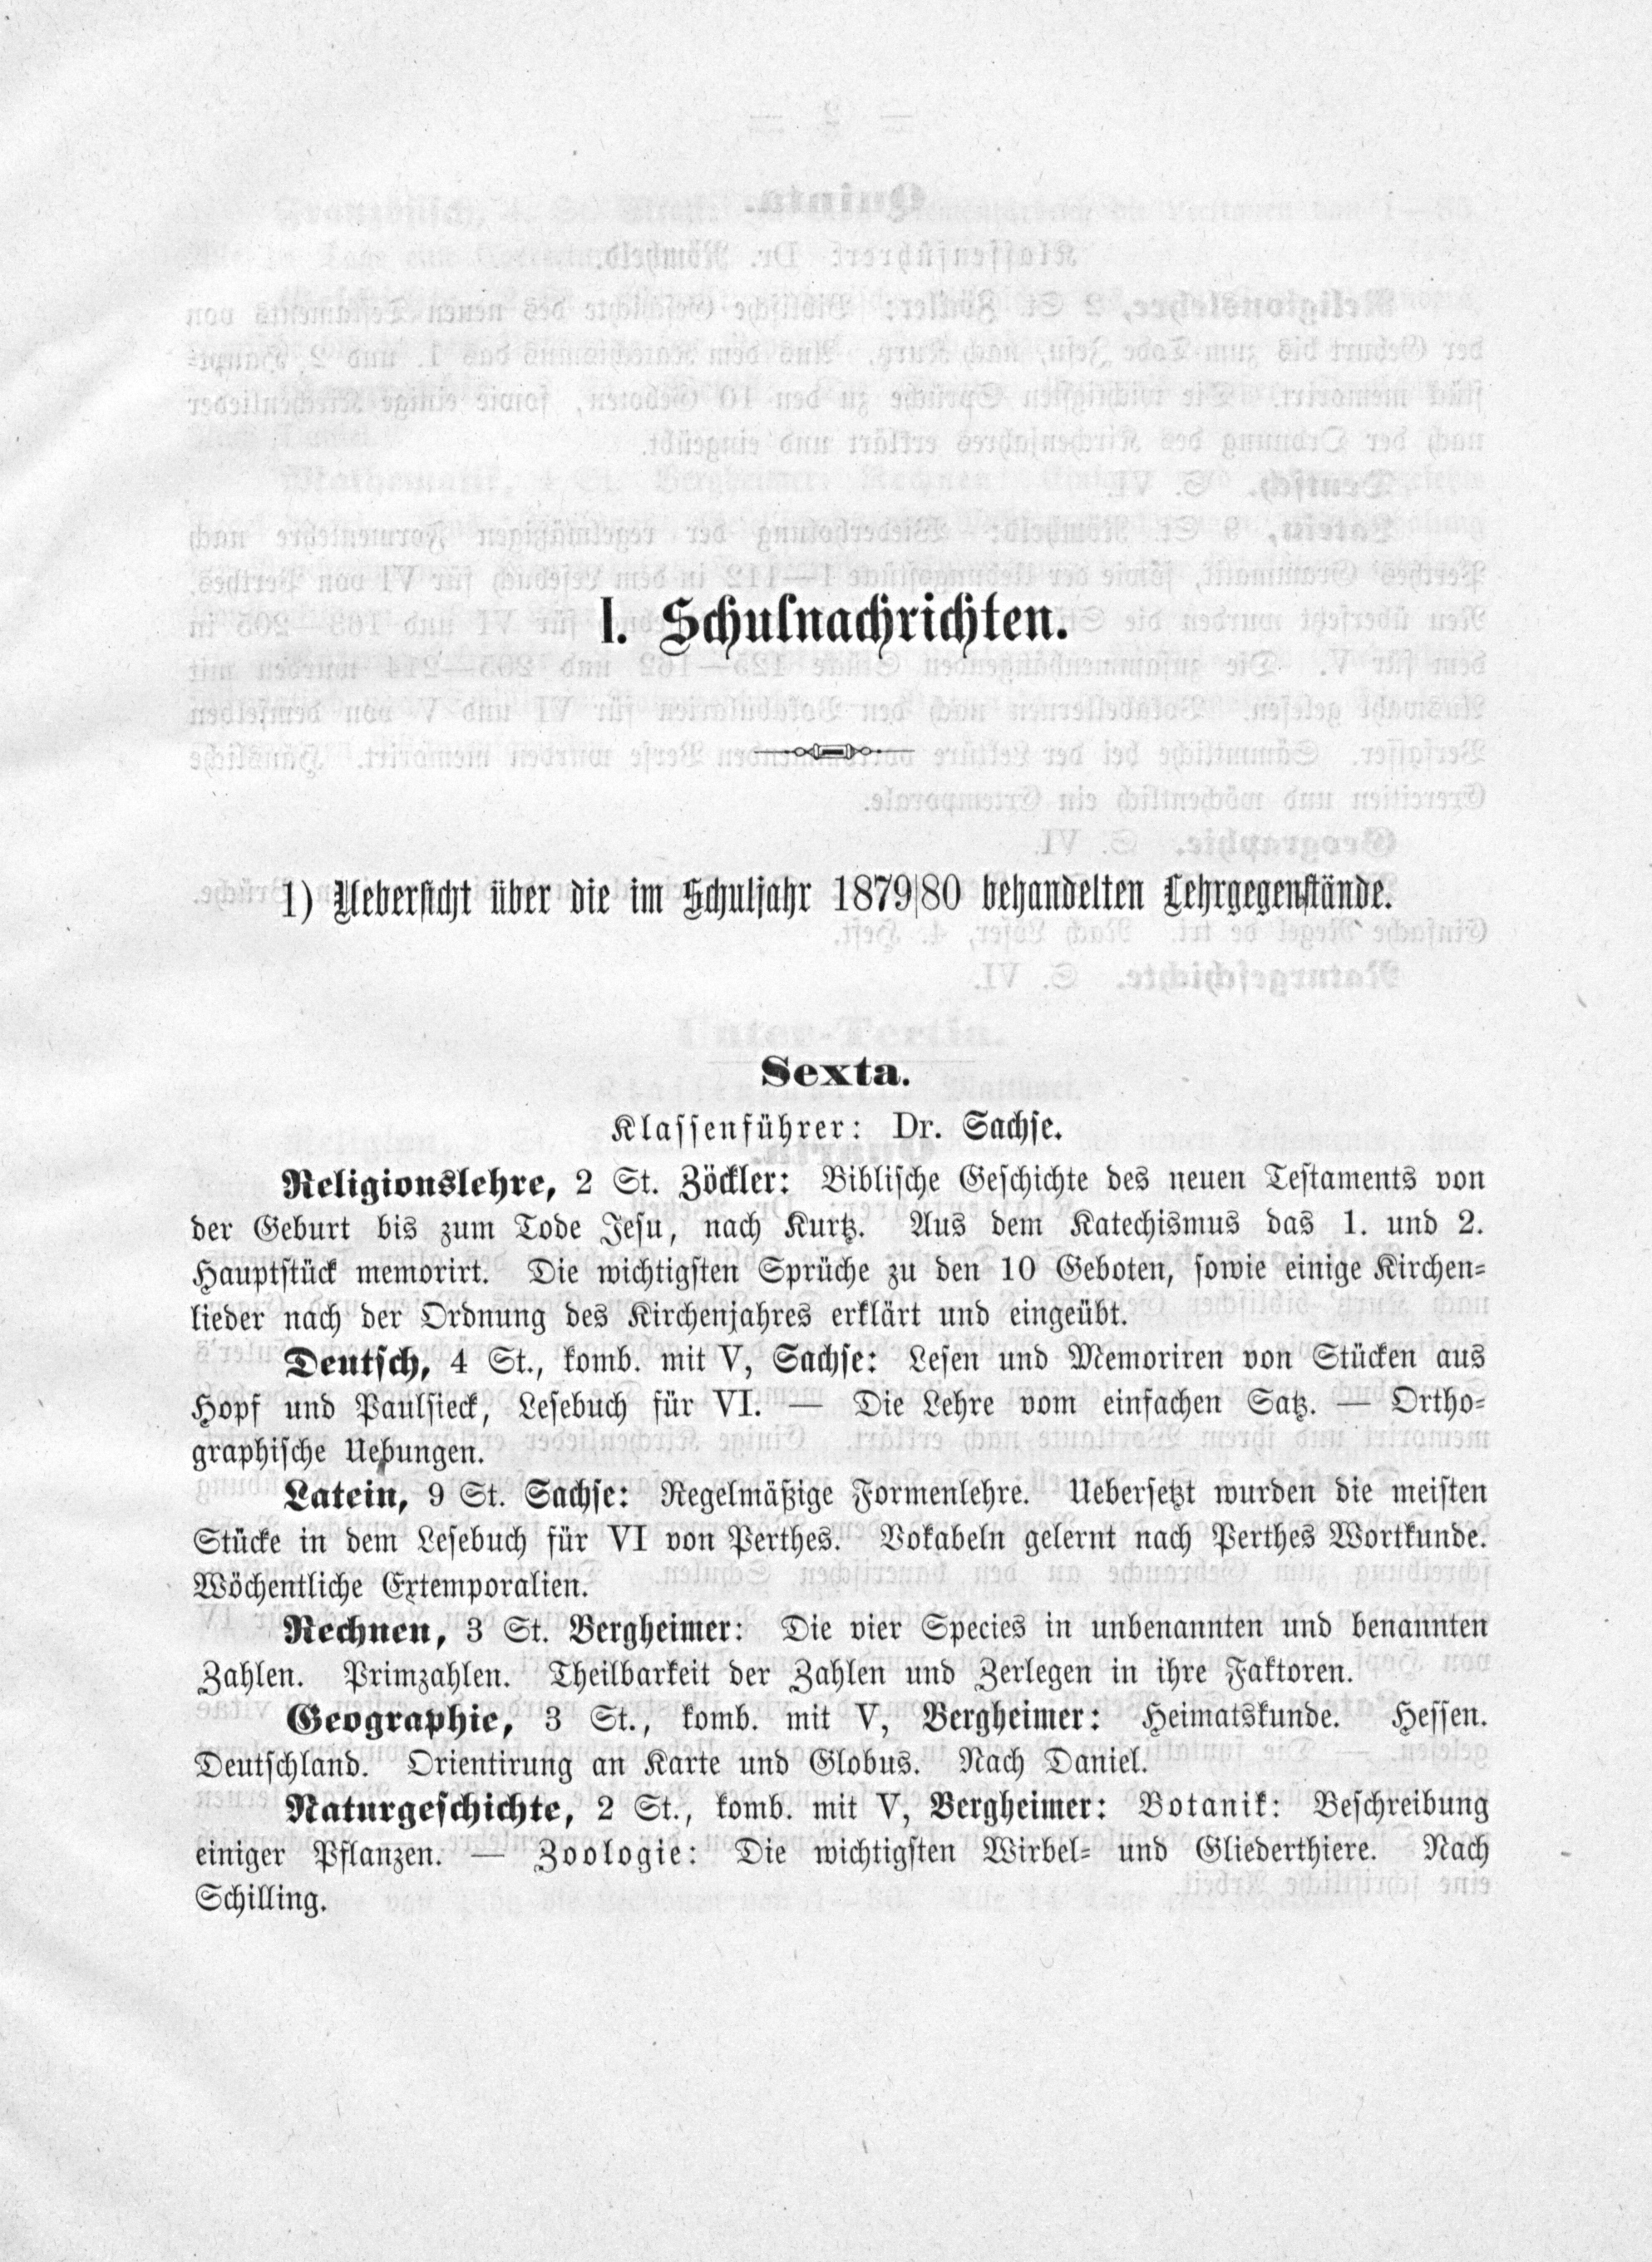 I. Schulnachrichten.
1) Uebersicht über die im Schuljahr 1879|80 behandelten Lehrgegenstände.
Sexta.
Klassenführer: Dr. Sachse.
Religionslehre, 2 St. Zöckler: Biblische Geschichte des neuen Testaments von
der Geburt bis zum Tode Jesu, nach Kurtz. Aus dem Katechismus das 1. und 2.
Hauptstück memorirt. Die wichtigsten Sprüche zu den 10 Geboten, sowie einige Kirchen-
lieder nach der Ordnung des Kirchenjahres erklärt und eingeübt.
Deutsch, 4 St., komb. mit V, Sachse: Lesen und Memoriren von Stücken aus
Hopf und Paulsieck, Lesebuch für VI. — Die Lehre vom einfachen Satz. — Ortho-
graphische Uebungen.
Latein, 9 St. Sachse: Regelmäßige Formenlehre. Uebersetzt wurden die meisten
Stücke in dem Lesebuch für VI von Perthes. Vokabeln gelernt nach Perthes Wortkunde.
Wöchentliche Extemporalien.
Rechnen, 3 St. Bergheimer: Die vier Species in unbenannten und benannten
Zahlen. Primzahlen. Theilbarkeit der Zahlen und Zerlegen in ihre Faktoren.
Geographie, 3 St., komb. mit V, Bergheimer: Heimatskunde. Hessen.
Deutschland. Orientirung an Karte und Globus. Nach Daniel.
Naturgeschichte, 2 St., komb. mit V, Bergheimer: Botanik: Beschreibung
einiger Pflanzen. — Zoologie: Die wichtigsten Wirbel- und Gliederthiere. Nach
Schilling.